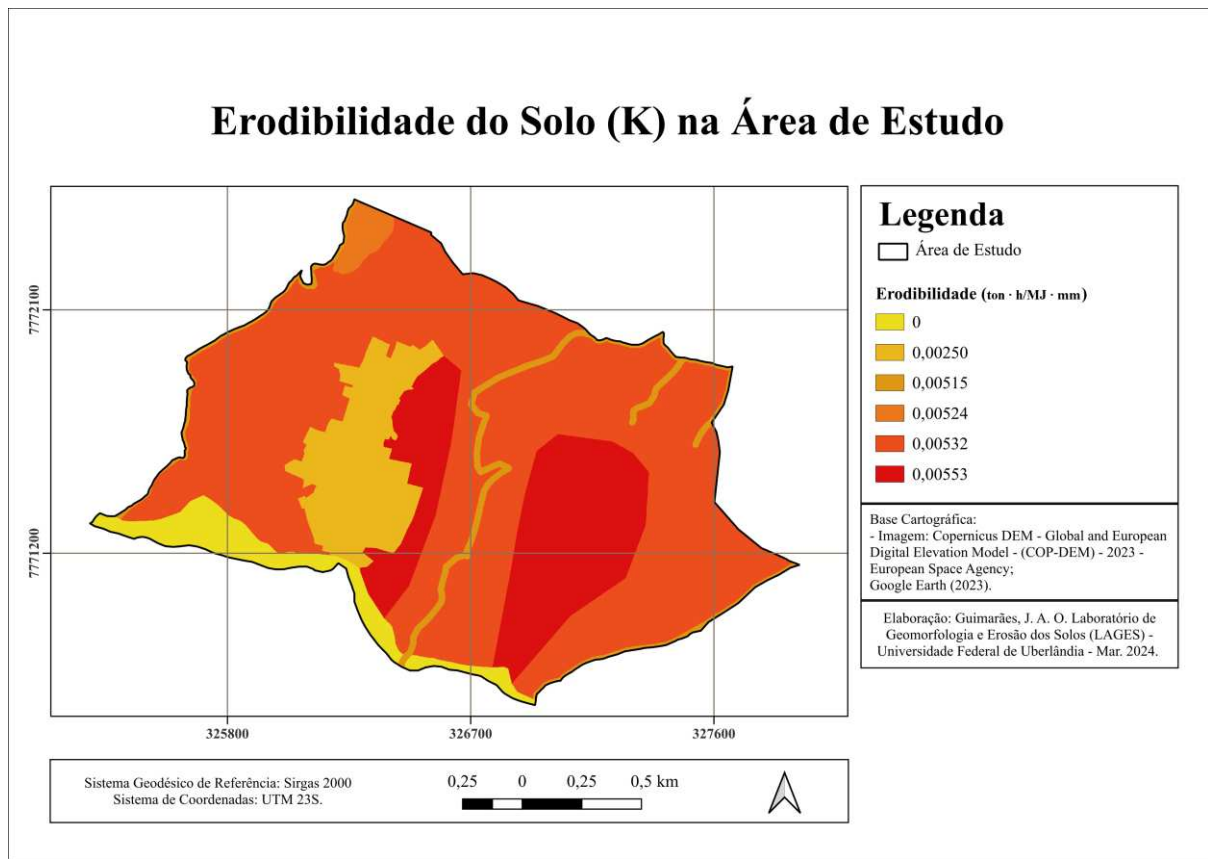 Erodibilidade do Solo (K) na Área de Estudo
7772100
7771200
325800
326700
327600
Legenda
Área de Estudo
Erodibilidade (ton · h/MJ · mm)
0
0,00250
0,00515
0,00524
0,00532
0,00553
Base Cartográfica:
- Imagem: Copernicus DEM - Global and European
Digital Elevation Model - (COP-DEM) - 2023 -
European Space Agency;
Google Earth (2023).
Elaboração: Guimarães, J. A. O. Laboratório de
Geomorfologia e Erosão dos Solos (LAGES) -
Universidade Federal de Uberlândia - Mar. 2024.
Sistema Geodésico de Referência: Sirgas 2000
Sistema de Coordenadas: UTM 23S.
0,25 0 0,25 0,5 km